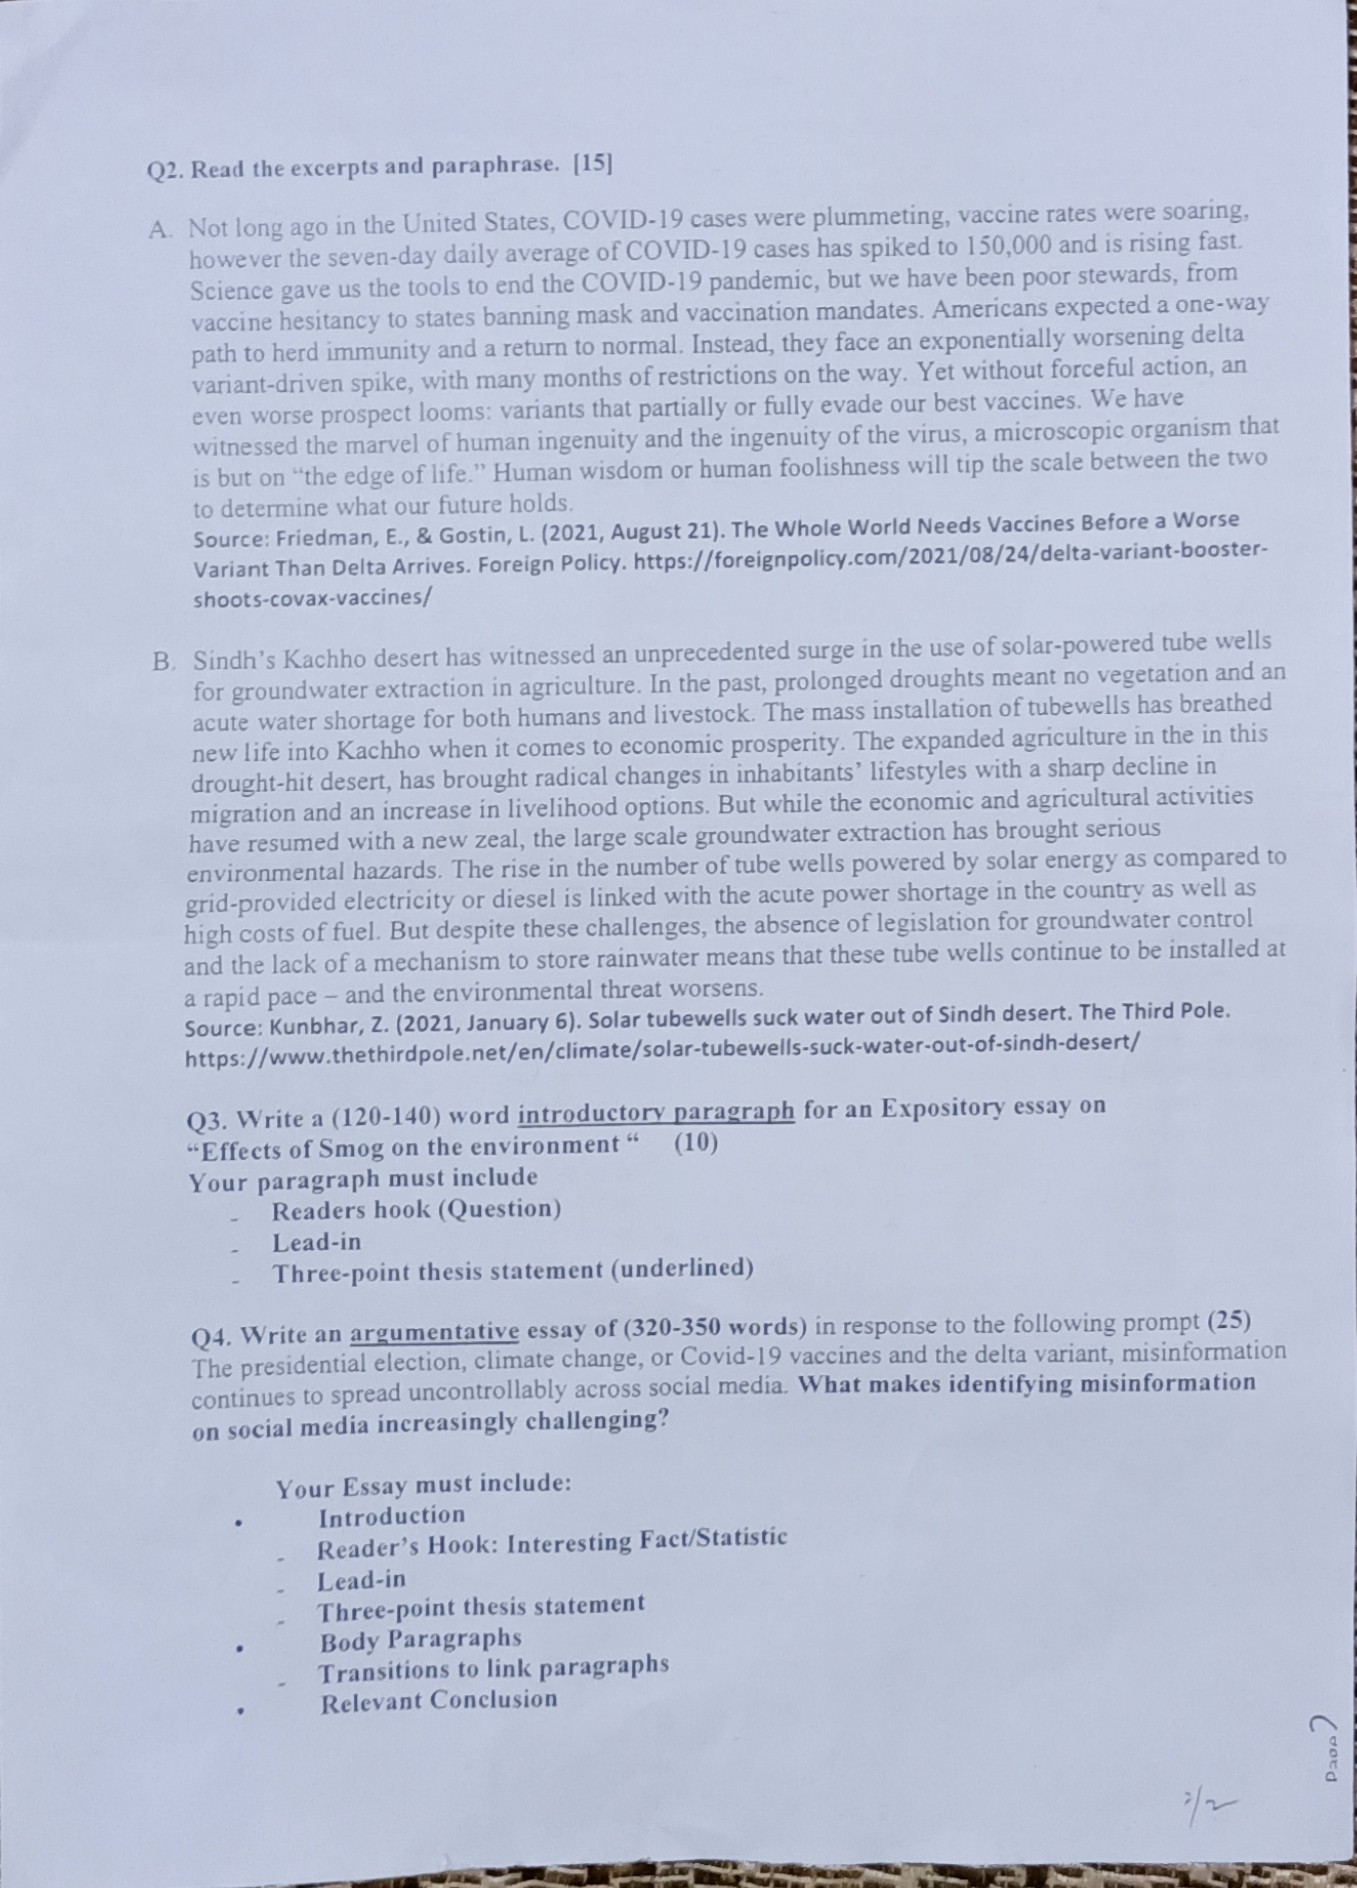 Q2. Read the excerpts and paraphrase. [15]
A. Not long ago in the United States, COVID-19 cases were plummeting, vaccine rates were soaring,
however the seven-day daily average of COVID-19 cases has spiked to 150,000 and is rising fast.
Science gave us the tools to end the COVID-19 pandemic, but we have been poor stewards, from
vaccine hesitancy to states banning mask and vaccination mandates. Americans expected a one-way
path to herd immunity and a return to normal. Instead, they face an exponentially worsening delta
variant-driven spike, with many months of restrictions on the way. Yet without forceful action, an
even worse prospect looms: variants that partially or fully evade our best vaccines. We have
witnessed the marvel of human ingenuity and the ingenuity of the virus, a microscopic organism that
is but on “the edge of life.” Human wisdom or human foolishness will tip the scale between the two
to determine what our future holds.
Source: Friedman, E., & Gostin, L. (2021, August 21). The Whole World Needs Vaccines Before a Worse
Variant Than Delta Arrives. Foreign Policy. https://foreignpolicy.com/2021/08/24/delta-variant-booster-
shoots-covax-vaccines/
B. Sindh’s Kachho desert has witnessed an unprecedented surge in the use of solar-powered tube wells
for groundwater extraction in agriculture. In the past, prolonged droughts meant no vegetation and an
acute water shortage for both humans and livestock. The mass installation of tubewells has breathed
new life into Kachho when it comes to economic prosperity. The expanded agriculture in the in this
drought-hit desert, has brought radical changes in inhabitants’ lifestyles with a sharp decline in
migration and an increase in livelihood options. But while the economic and agricultural activities
have resumed with a new zeal, the large scale groundwater extraction has brought serious
environmental hazards. The rise in the number of tube wells powered by solar energy as compared to
grid-provided electricity or diesel is linked with the acute power shortage in the country as well as
high costs of fuel. But despite these challenges, the absence of legislation for groundwater control
and the lack of a mechanism to store rainwater means that these tube wells continue to be installed at
a rapid pace – and the environmental threat worsens.
Source: Kunbhar, Z. (2021, January 6). Solar tubewells suck water out of Sindh desert. The Third Pole.
https://www.thethirdpole.net/en/climate/solar-tubewells-suck-water-out-of-sindh-desert/
Q3. Write a (120-140) word introductory paragraph for an Expository essay on
“Effects of Smog on the environment “ (10)
Your paragraph must include
- Readers hook (Question)
- Lead-in
- Three-point thesis statement (underlined)
Q4. Write an argumentative essay of (320-350 words) in response to the following prompt (25)
The presidential election, climate change, or Covid-19 vaccines and the delta variant, misinformation
continues to spread uncontrollably across social media. What makes identifying misinformation
on social media increasingly challenging?
Your Essay must include:
• Introduction
- Reader’s Hook: Interesting Fact/Statistic
- Lead-in
- Three-point thesis statement
• Body Paragraphs
- Transitions to link paragraphs
• Relevant Conclusion